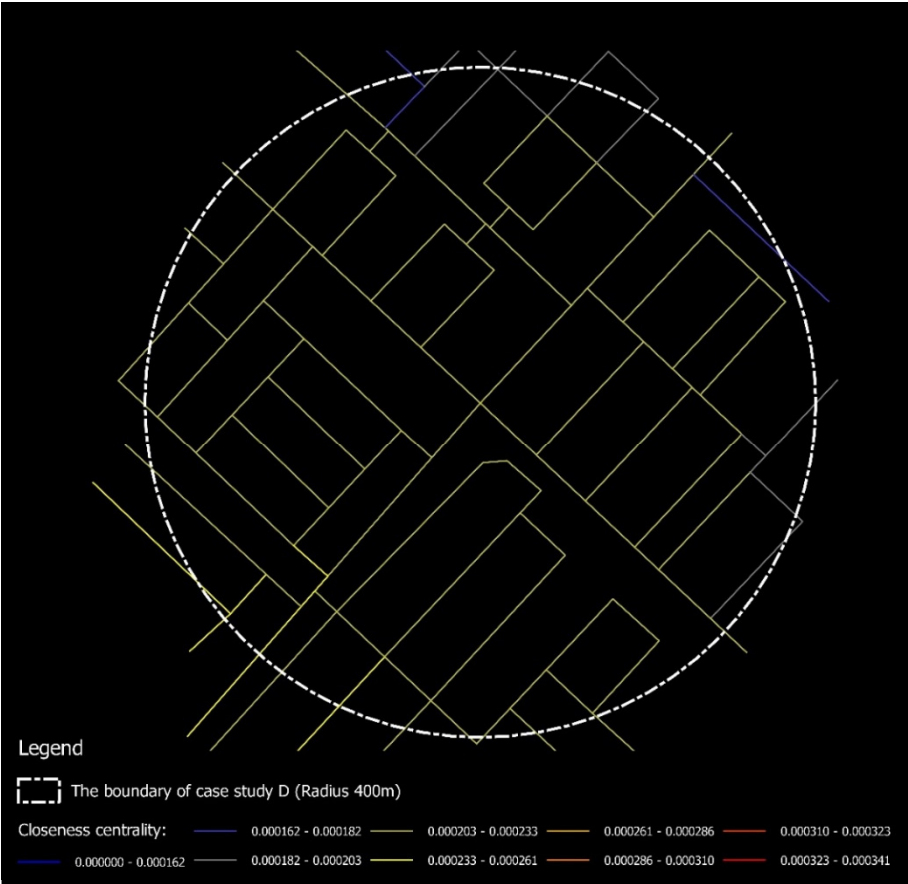 Legend
The boundary of case study D (Radius 400m)
Closeness centrality:
0.000162 - 0.000182
0.000203 - 0.000233
0.000261 - 0.000286
0.000310 - 0.000323
0.000000 - 0.000162
0.000182 - 0.000203
0.000233 - 0.000261
0.000286 - 0.000310
0.000323 - 0.000341